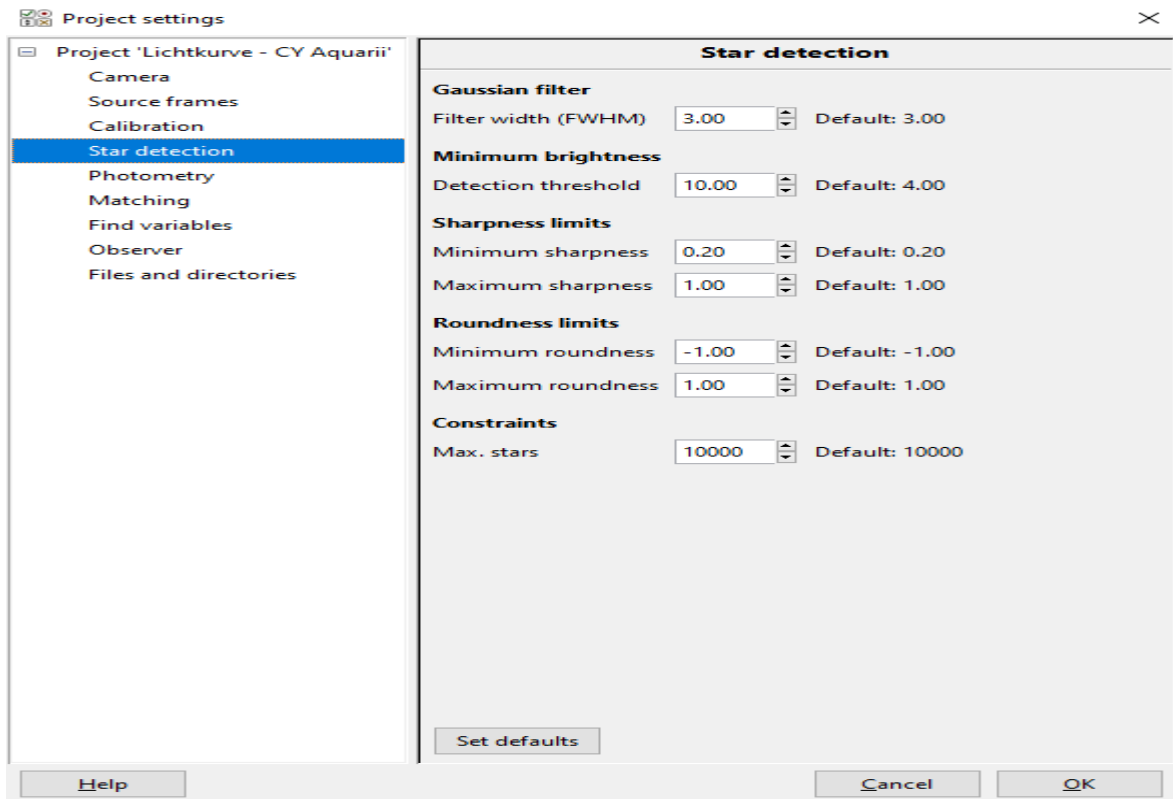 Project settings
Project 'Lichtkurve - CY Aquarii'
Camera
Source frames
Calibration
Star detection
Photometry
Matching
Find variables
Observer
Files and directories
Star detection
Gaussian filter
Filter width (FWHM) 3.00 Default: 3.00
Minimum brightness
Detection threshold 10.00 Default: 4.00
Sharpness limits
Minimum sharpness 0.20 Default: 0.20
Maximum sharpness 1.00 Default: 1.00
Roundness limits
Minimum roundness -1.00 Default: -1.00
Maximum roundness 1.00 Default: 1.00
Constraints
Max. stars 10000 Default: 10000
Set defaults
Help Cancel OK